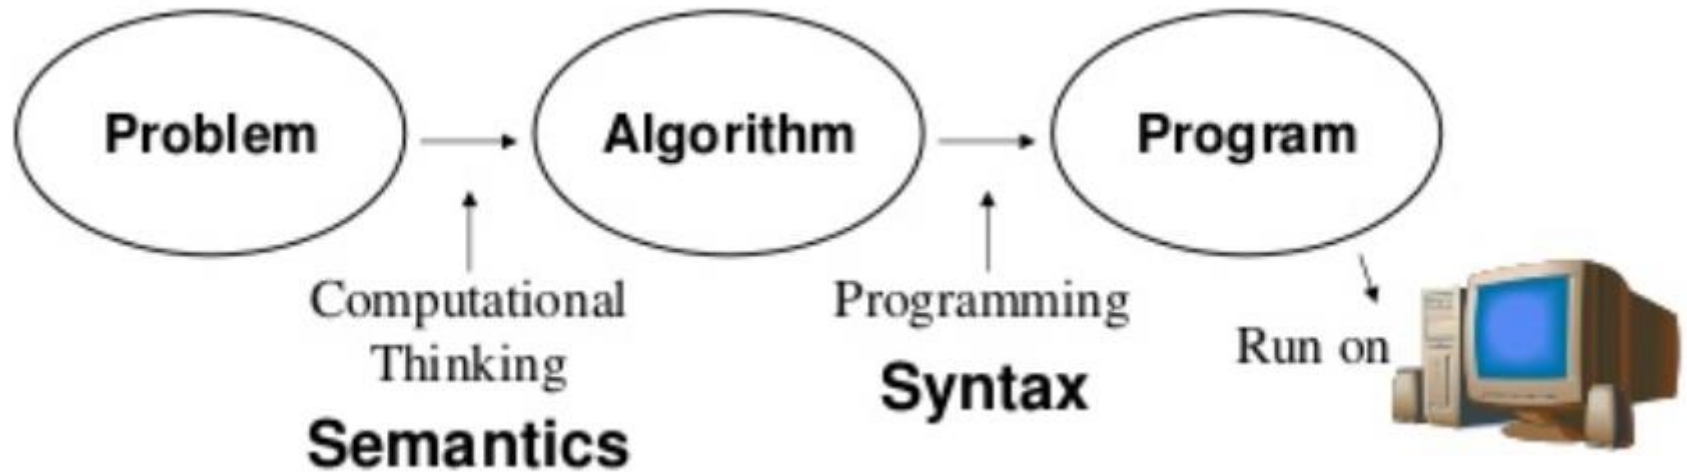 Problem
Algorithm
Program
Computational
Thinking
Semantics
Programming
Syntax
Run on